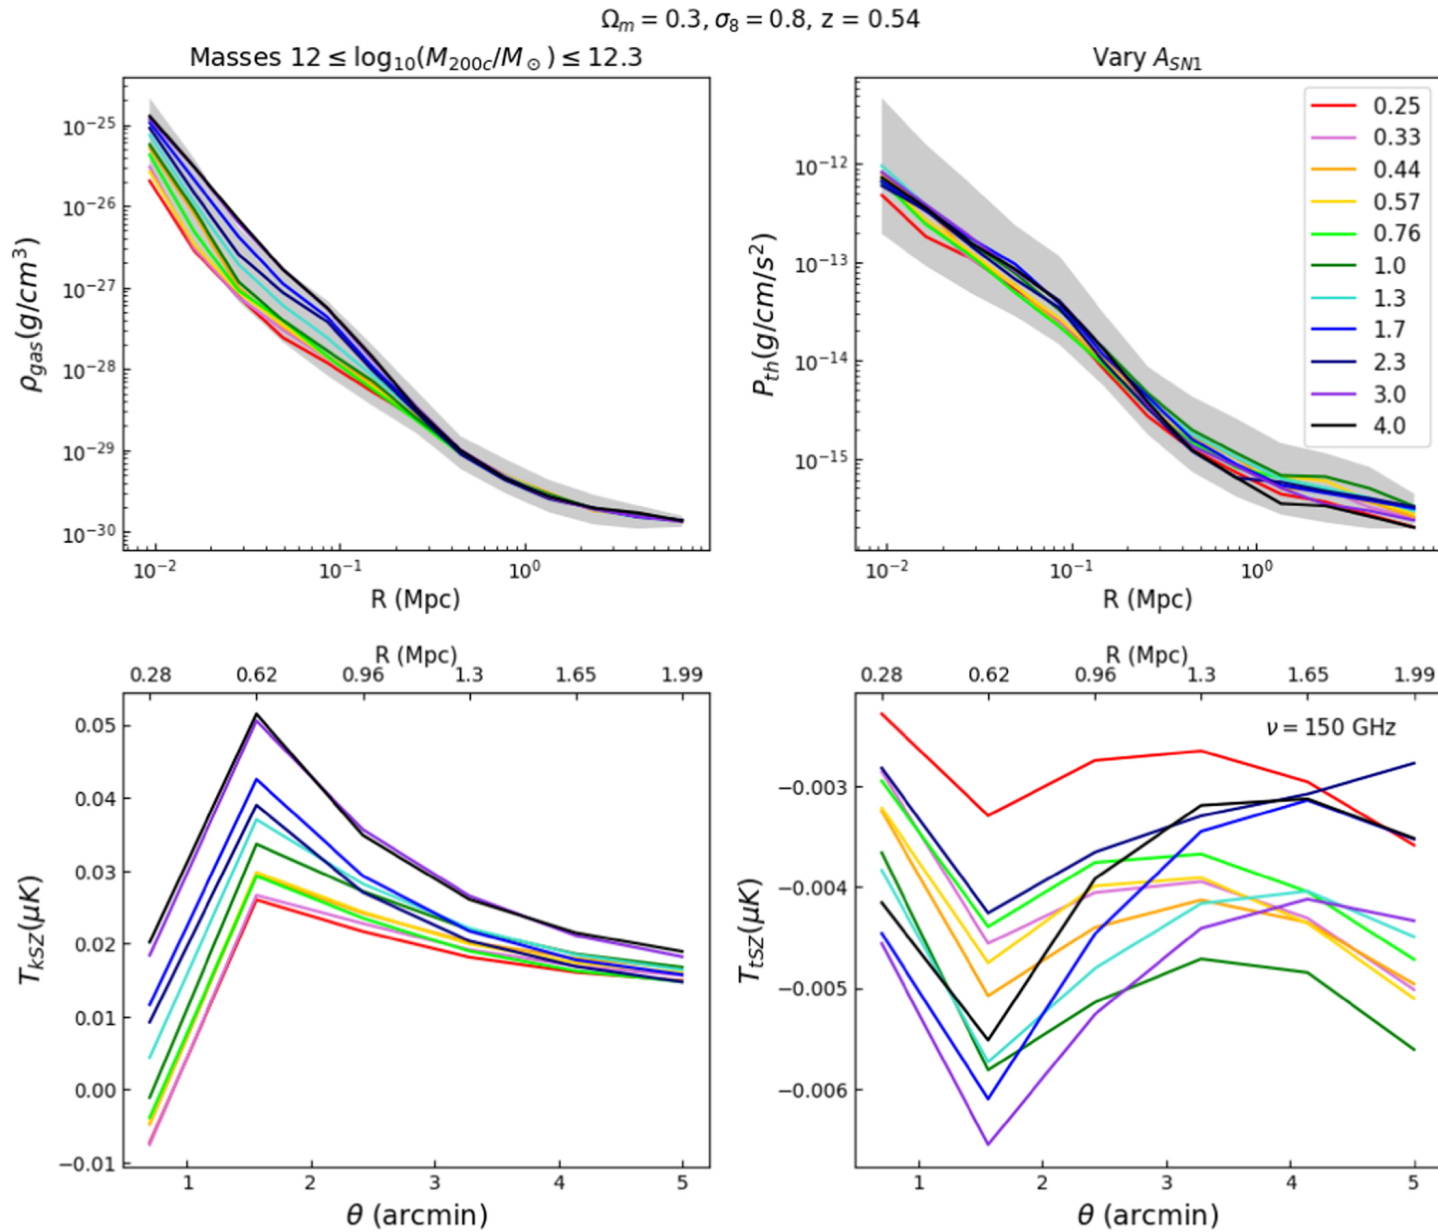 Ωm = 0.3, σ8 = 0.8, z = 0.54
Masses 12 ≤ log10(M200c/M⊙) ≤ 12.3
10−25
10−26
10−27
10−28
10−29
10−30
ρgas(g/cm3)
10−2 10−1 100
R (Mpc)
Vary ASN1
10−12
10−13
10−14
10−15
Pth(g/cm/s2)
0.25
0.33
0.44
0.57
0.76
1.0
1.3
1.7
2.3
3.0
4.0
10−2 10−1 100
R (Mpc)
R (Mpc)
0.28 0.62 0.96 1.3 1.65 1.99
0.05
0.04
0.03
0.02
0.01
0.00
−0.01
TkSZ(μK)
1 2 3 4 5
θ (arcmin)
R (Mpc)
0.28 0.62 0.96 1.3 1.65 1.99
ν = 150 GHz
−0.003
−0.004
−0.005
−0.006
TtSZ(μK)
1 2 3 4 5
θ (arcmin)